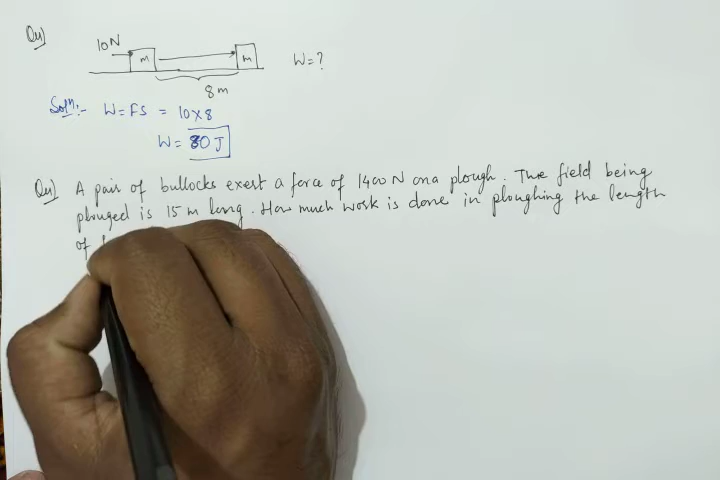 Qu)
10N
m
m
W=?
8m
Soln:- W=FS = 10×8
W= 80 J
Qu) A pair of bullocks exert a force of 1400 N on a plough. The field being
plouged is 15 m long. How much work is done in ploughing the length
of